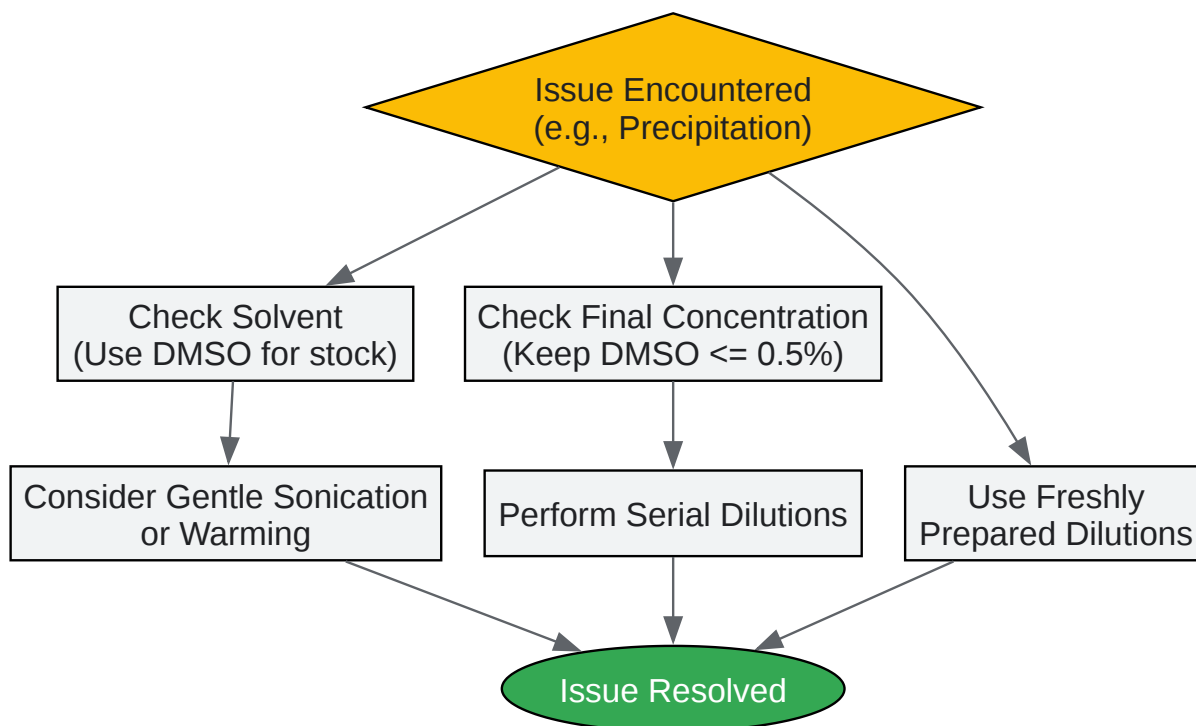 Issue Encountered
(e.g., Precipitation)
Check Solvent
(Use DMSO for stock)
Check Final Concentration
(Keep DMSO <= 0.5%)
Consider Gentle Sonication
or Warming
Perform Serial Dilutions
Use Freshly
Prepared Dilutions
Issue Resolved